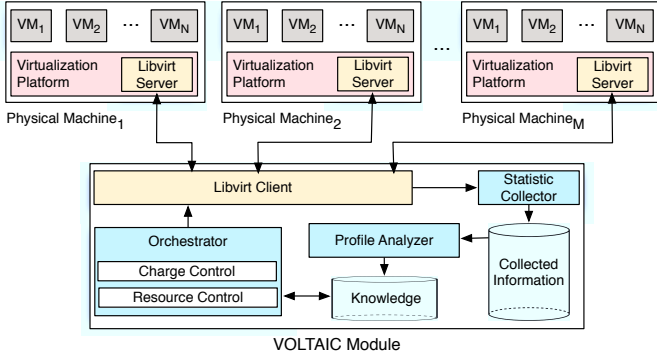 VM1 VM2 ... VMN
Virtualization Platform
Libvirt Server
Physical Machine1
VM1 VM2 ... VMN
Virtualization Platform
Libvirt Server
Physical Machine2
...
VM1 VM2 ... VMN
Virtualization Platform
Libvirt Server
Physical MachineM
Libvirt Client
Statistic Collector
Orchestrator
Charge Control
Resource Control
Profile Analyzer
Knowledge
Collected Information
VOLTAIC Module